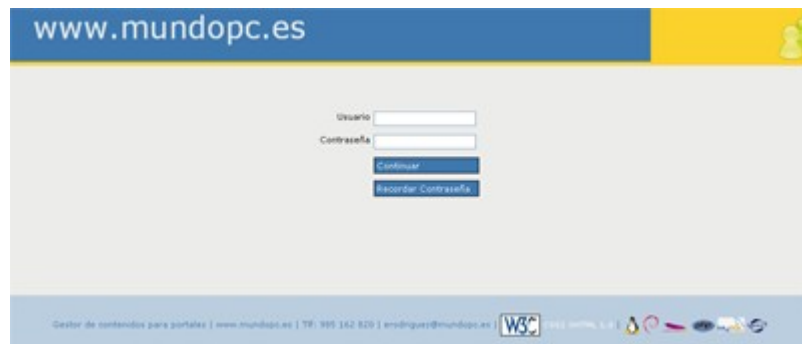 www.mundopc.es
Usuario
Contraseña
Continuar
Recordar Contraseña
Gestor de contenidos para portales | www.mundopc.es | Tlf: 985 162 820 | erodriguez@mundopc.es | W3C